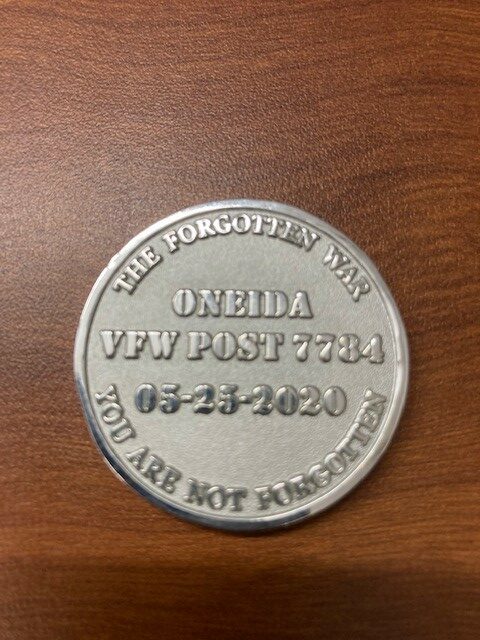 THE FORGOTTEN WAR
ONEIDA
VFW POST 7784
05-25-2020
YOU ARE NOT FORGOTTEN